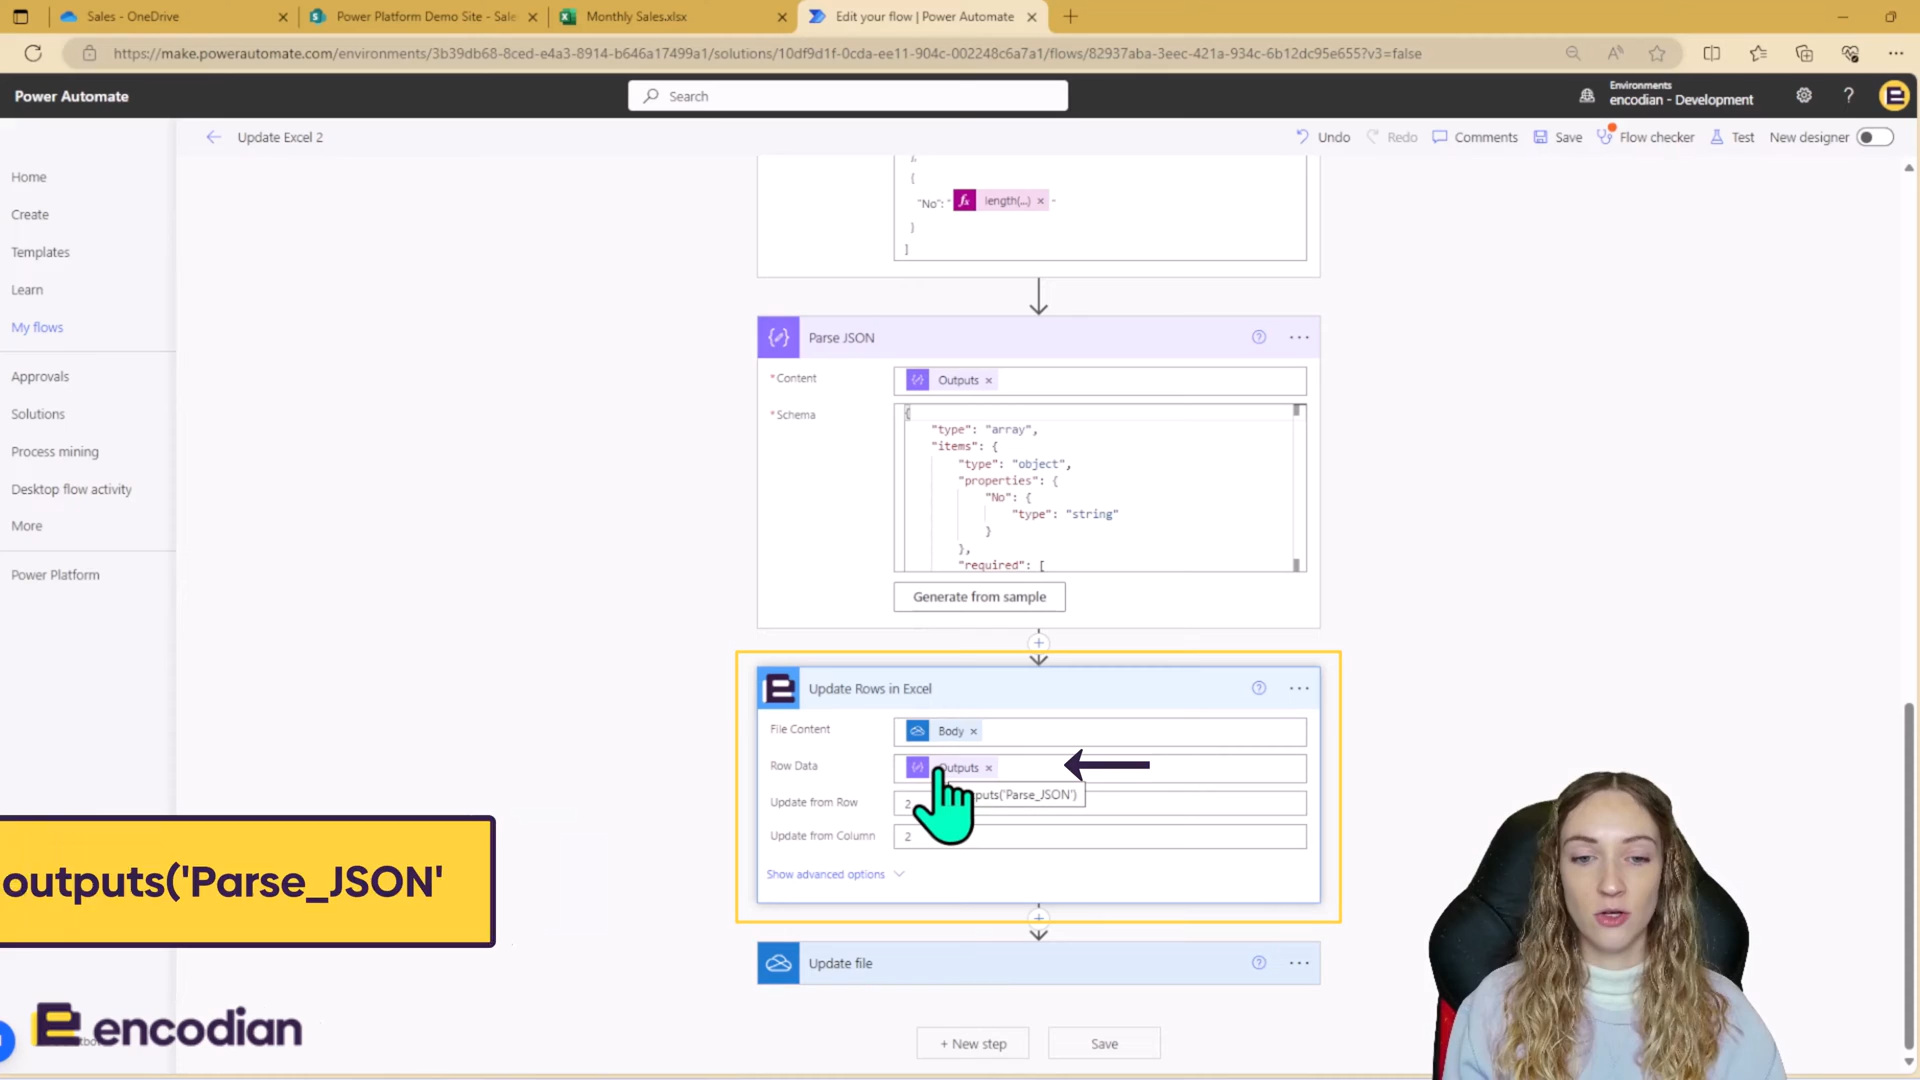 Sales - OneDrive
Power Platform Demo Site - Sale
Monthly Sales.xlsx
Edit your flow | Power Automate
https://make.powerautomate.com/environments/3b39db68-8ced-e4a3-8914-b646a17499a1/solutions/10df9d1f-0cda-ee11-904c-002248c6a7a1/flows/82937aba-3eec-421a-934c-6b12dc95e655?v3=false
Power Automate
Search
Environments
encodian - Development
Update Excel 2
Undo
Redo
Comments
Save
Flow checker
Test
New designer
Home
Create
Templates
Learn
My flows
Approvals
Solutions
Process mining
Desktop flow activity
More
Power Platform
},
{
"No": " fx length(...) × "
}
]
Parse JSON
* Content
Outputs ×
* Schema
{
"type": "array",
"items": {
"type": "object",
"properties": {
"No": {
"type": "string"
}
},
"required": [
Generate from sample
Update Rows in Excel
File Content
Body ×
Row Data
Outputs ×
puts('Parse_JSON')
Update from Row
2
Update from Column
2
Show advanced options
Update file
+ New step
Save
outputs('Parse_JSON'
encodian